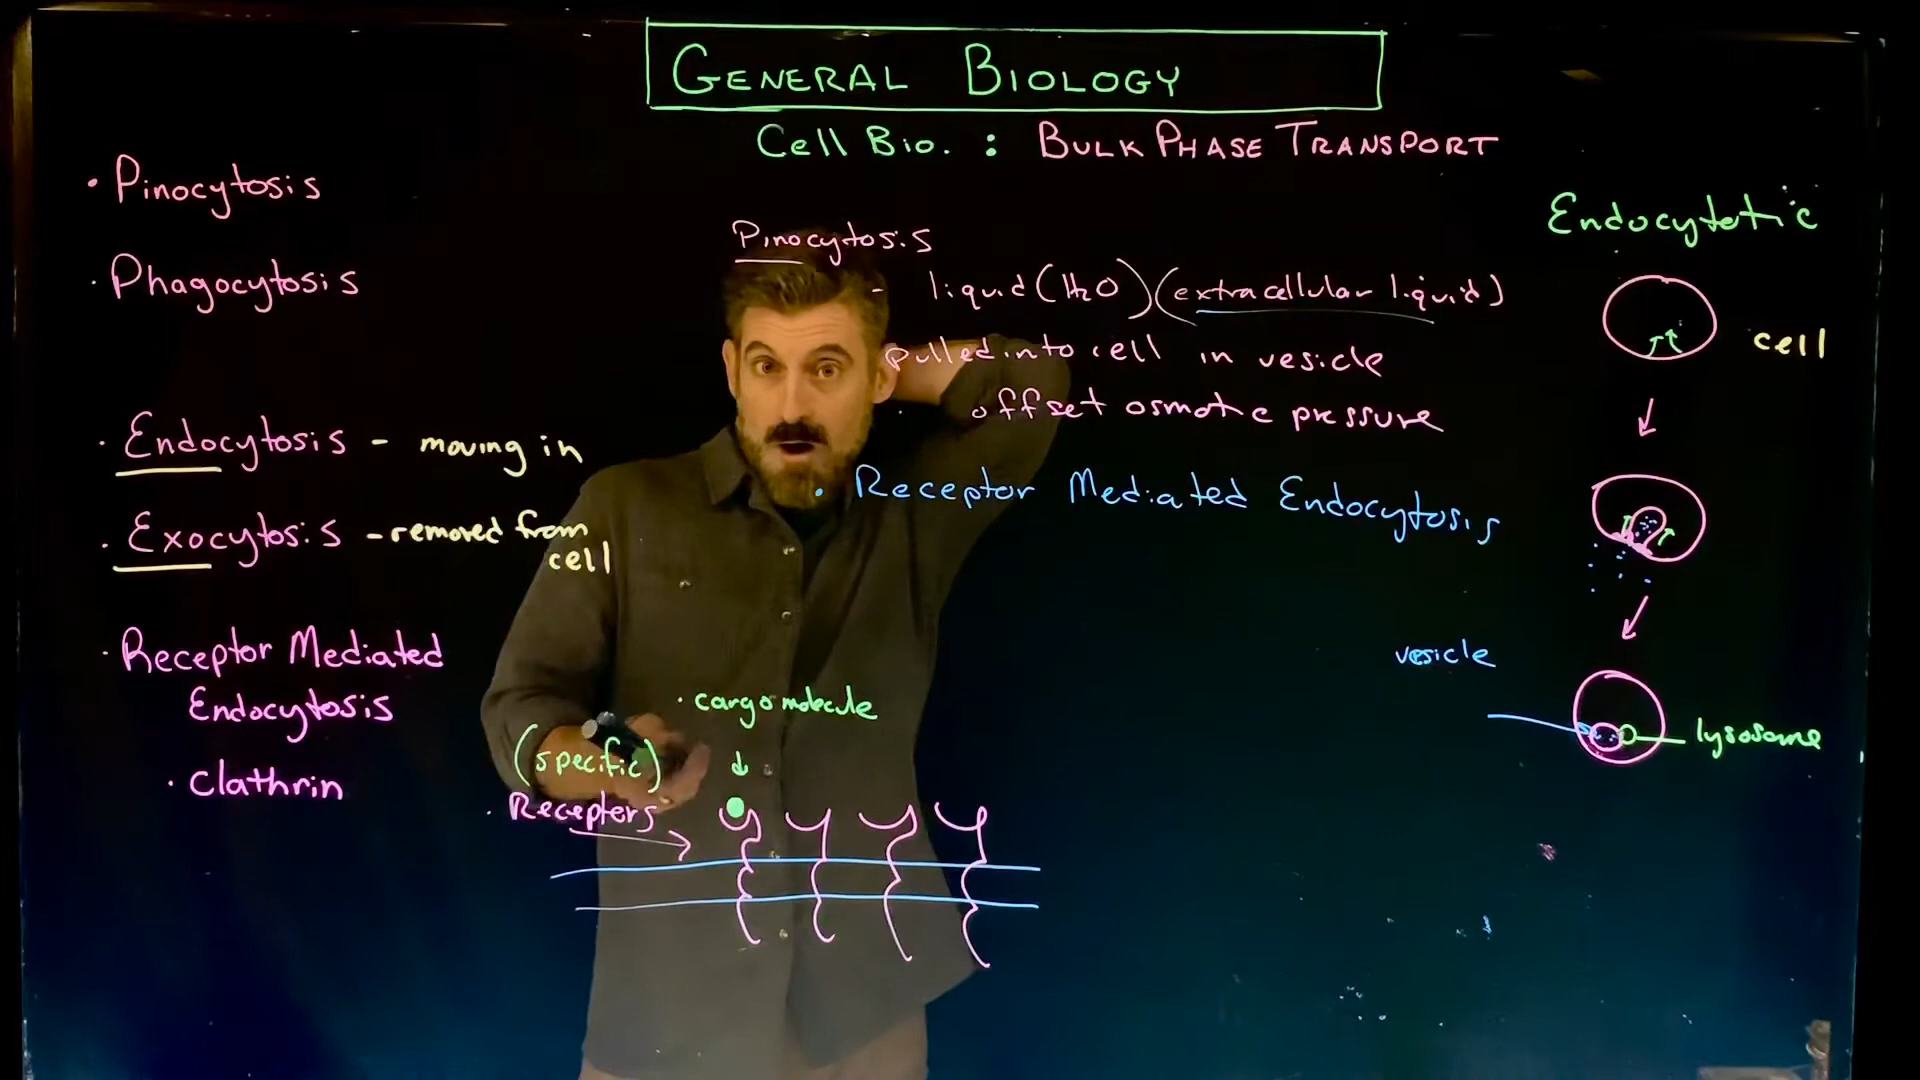 GENERAL BIOLOGY
Cell Bio. : BULK PHASE TRANSPORT
• Pinocytosis
• Phagocytosis
• Endocytosis - moving in
• Exocytosis - removed from
cell
• Receptor Mediated
Endocytosis
• Clathrin
Pinocytosis
- liquid (H2O) (extracellular liquid)
pulled into cell in vesicle
offset osmotic pressure
• Receptor Mediated Endocytosis
• cargo molecule
(specific)
• Recepters
Endocytotic
cell
vesicle
lysosome